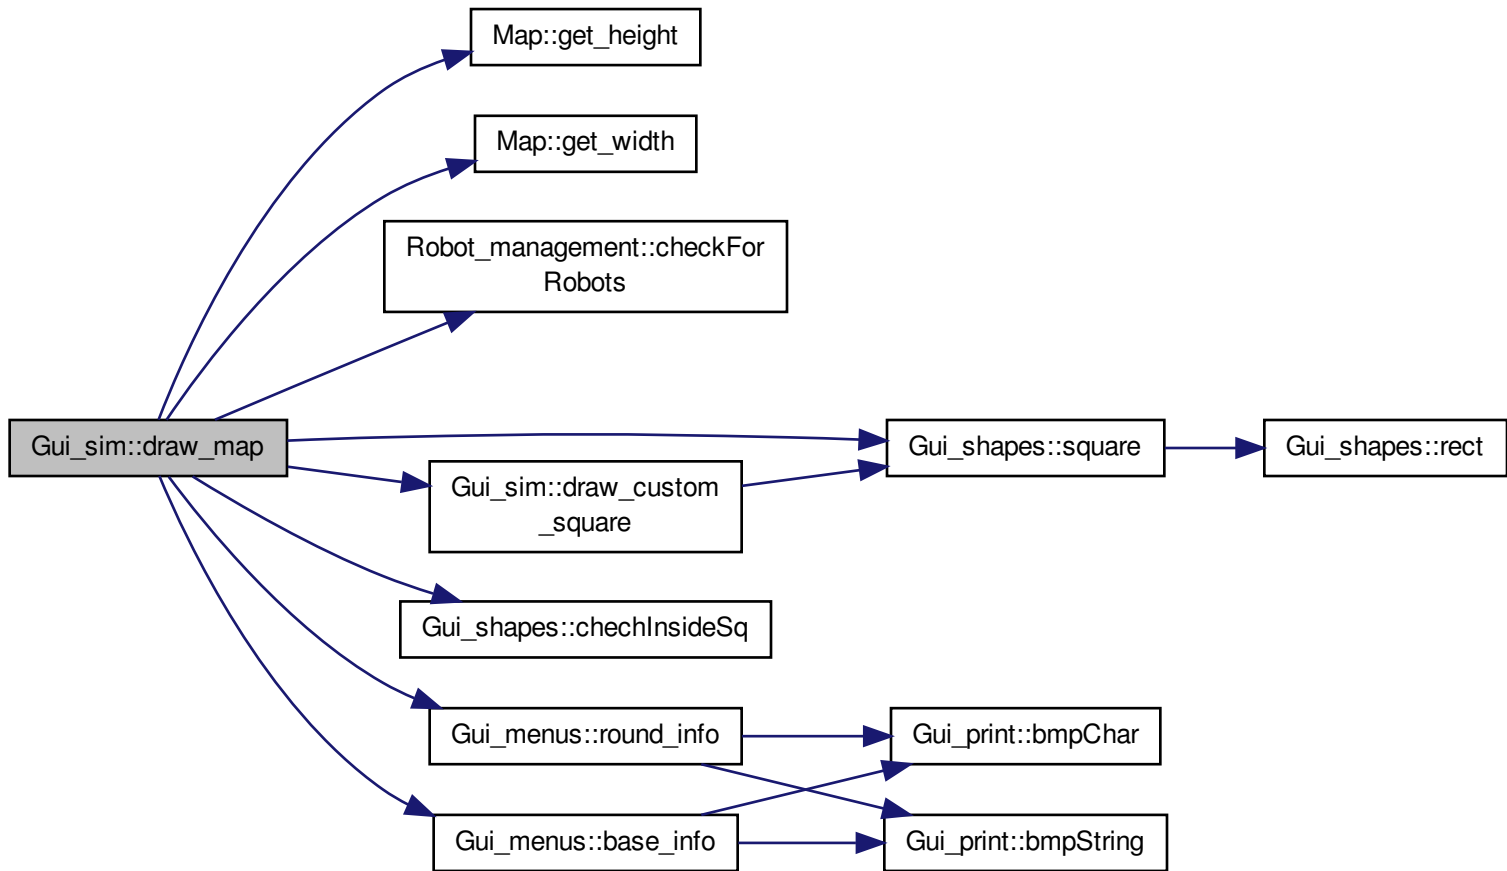 Map::get_height
Map::get_width
Robot_management::checkFor
Robots
Gui_sim::draw_map
Gui_shapes::square
Gui_shapes::rect
Gui_sim::draw_custom
_square
Gui_shapes::chechInsideSq
Gui_menus::round_info
Gui_print::bmpChar
Gui_menus::base_info
Gui_print::bmpString